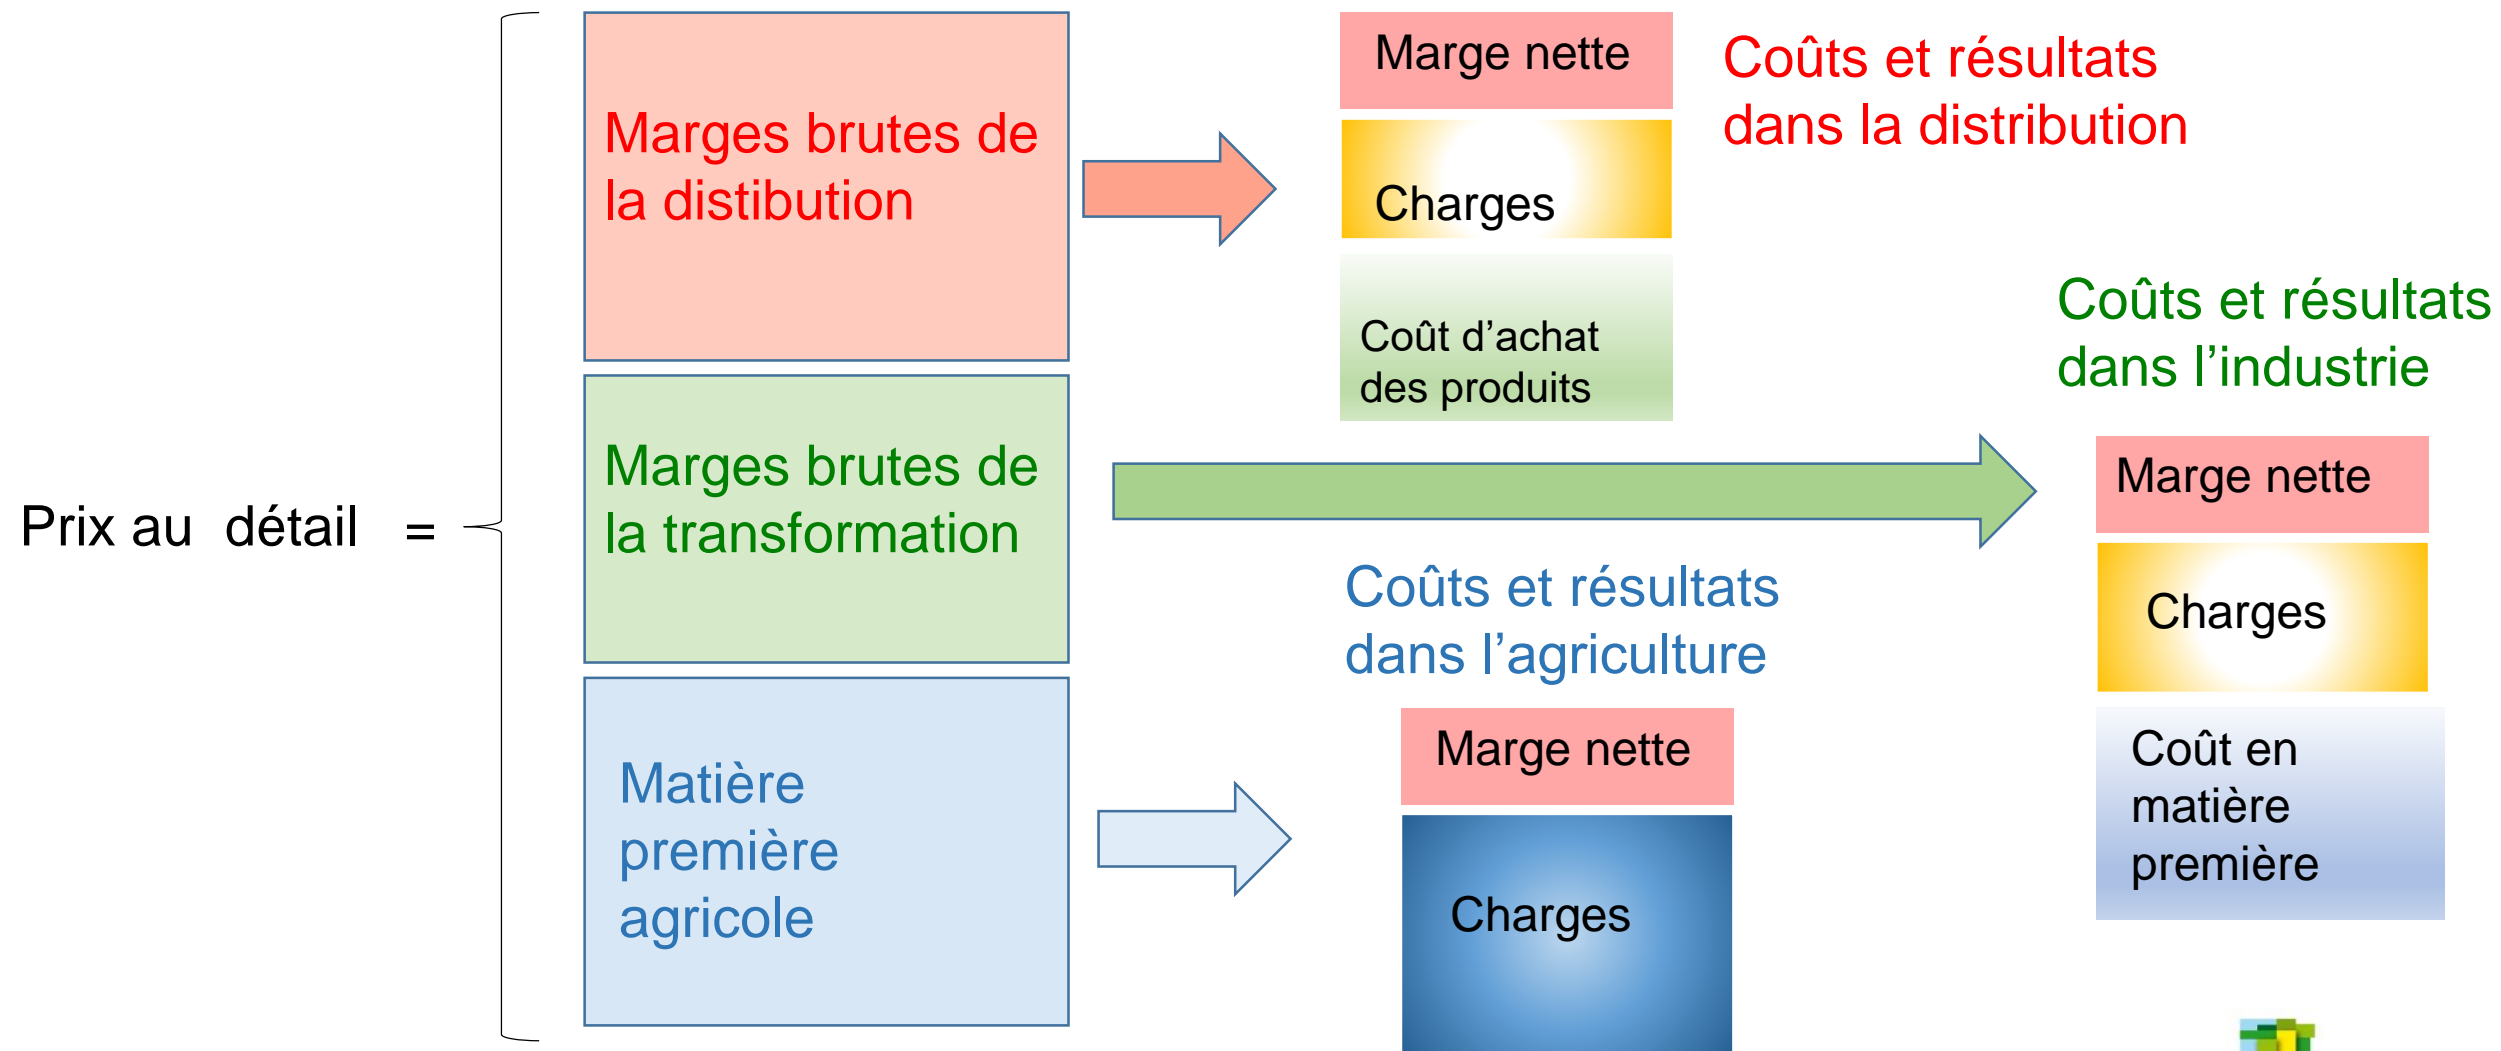 Prix au  détail   =
Marges brutes de
la distibution
Marges brutes de
la transformation
Matière
première
agricole
Marge nette
Charges
Coût d’achat
des produits
Coûts et résultats
dans la distribution
Coûts et résultats
dans l’agriculture
Marge nette
Charges
Coûts et résultats
dans l’industrie
Marge nette
Charges
Coût en
matière
première